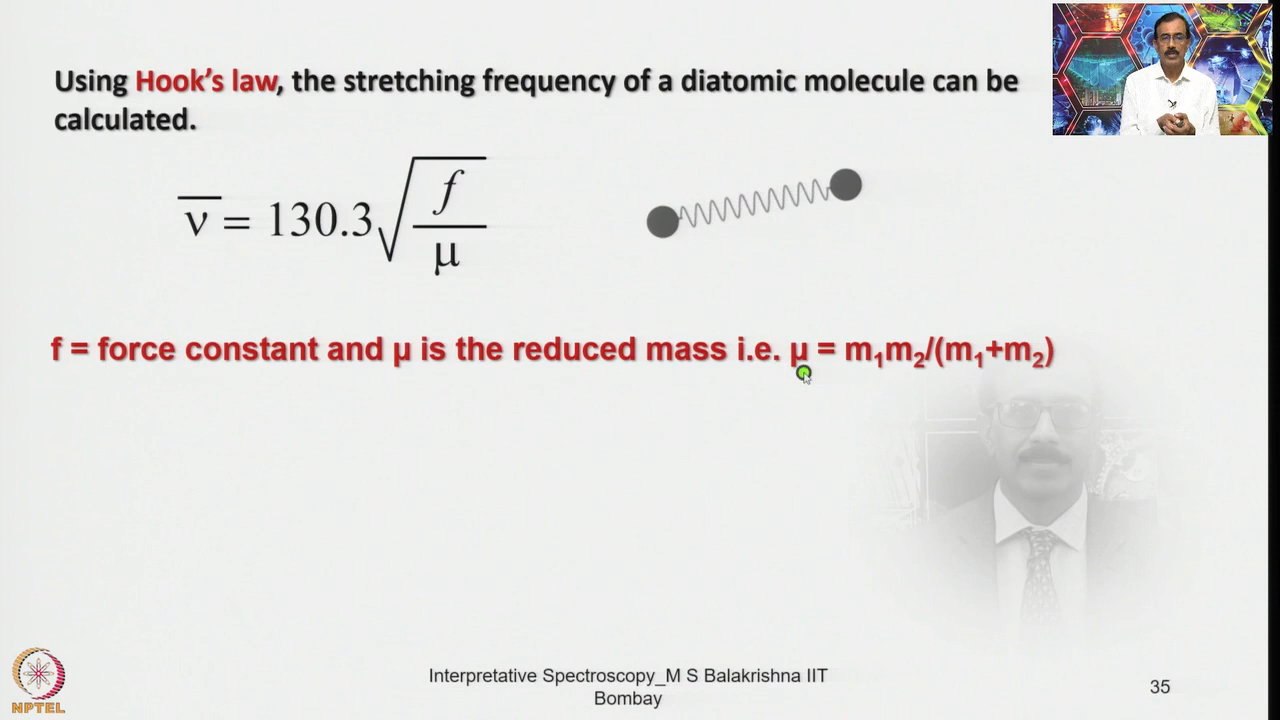 Using Hook's law, the stretching frequency of a diatomic molecule can be
calculated.
ν̅ = 130.3√(f/μ)
f = force constant and μ is the reduced mass i.e. μ = m₁m₂/(m₁+m₂)
Interpretative Spectroscopy_M S Balakrishna IIT
Bombay
35
NPTEL